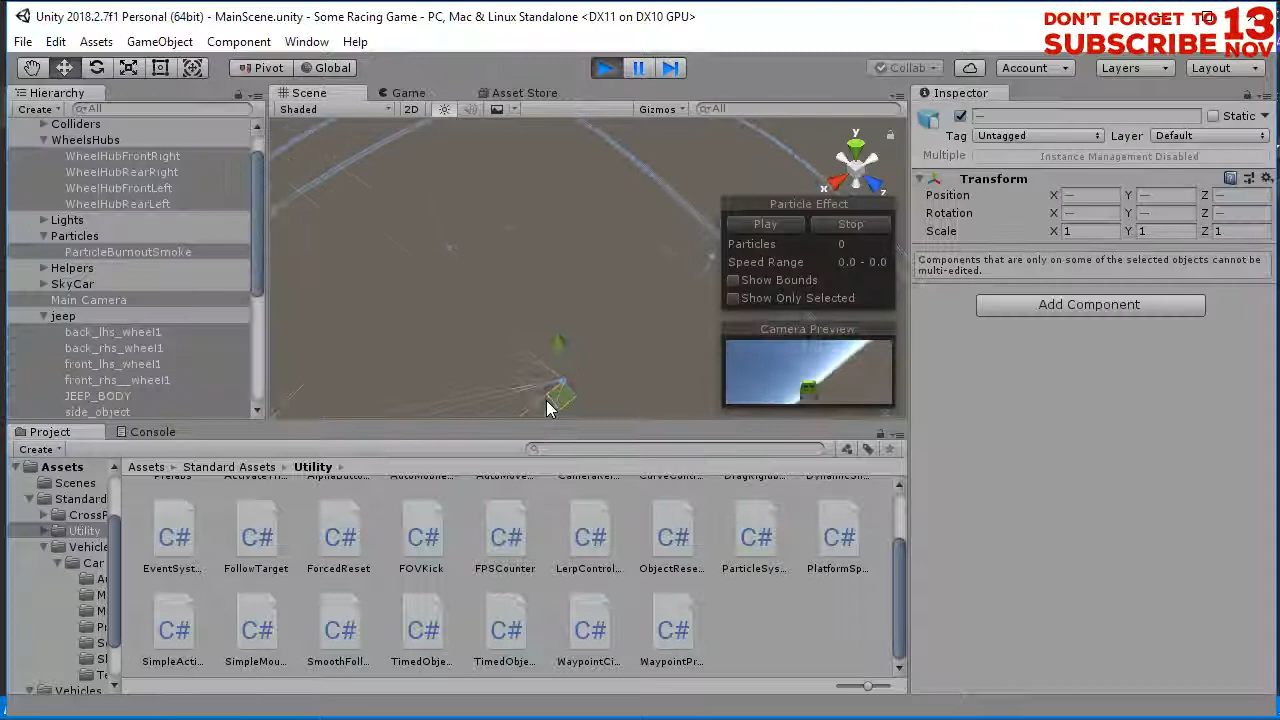 Unity 2018.2.7f1 Personal (64bit) - MainScene.unity - Some Racing Game - PC, Mac & Linux Standalone <DX11 on DX10 GPU>
DON'T FORGET TO
SUBSCRIBE
13
NOV
File Edit Assets GameObject Component Window Help
Pivot Global Collab Account Layers Layout
Hierarchy
Create All
Colliders
WheelsHubs
WheelHubFrontRight
WheelHubRearRight
WheelHubFrontLeft
WheelHubRearLeft
Lights
Particles
ParticleBurnoutSmoke
Helpers
SkyCar
Main Camera
jeep
back_lhs_wheel1
back_rhs_wheel1
front_lhs_wheel1
front_rhs__wheel1
JEEP_BODY
side_object
Scene Game Asset Store
Shaded 2D Gizmos All
y
x
z
Particle Effect
Play Stop
Particles 0
Speed Range 0.0 - 0.0
Show Bounds
Show Only Selected
Camera Preview
Inspector
— Static
Tag Untagged Layer Default
Multiple Instance Management Disabled
Transform
Position X — Y — Z —
Rotation X — Y — Z —
Scale X 1 Y 1 Z 1
Components that are only on some of the selected objects cannot be
multi-edited.
Add Component
Project Console
Create
Assets
Scenes
Standard
CrossP
Utility
Vehicle
Car
Vehicles
Assets Standard Assets Utility
C# C# C# C# C# C# C# C# C#
EventSyst... FollowTarget ForcedReset FOVKick FPSCounter LerpControl... ObjectRese... ParticleSys... PlatformSp...
C# C# C# C# C# C# C#
SimpleActi... SimpleMou... SmoothFoll... TimedObje... TimedObje... WaypointCi... WaypointPr...